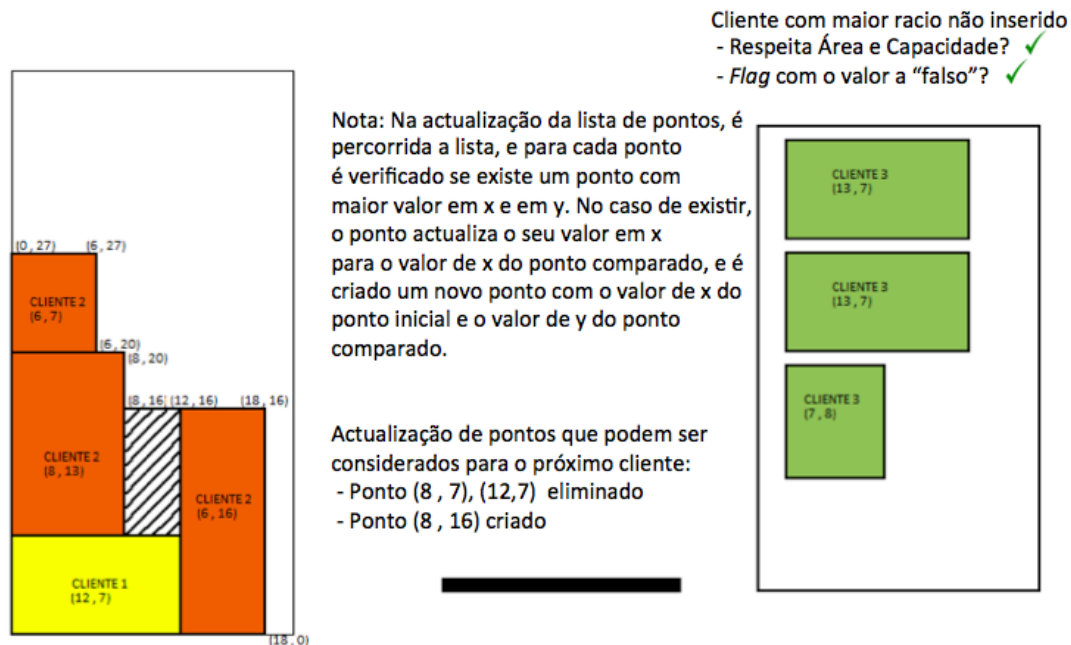 Cliente com maior racio não inserido
- Respeita Área e Capacidade?
- Flag com o valor a “falso”?
Nota: Na actualização da lista de pontos, é
percorrida a lista, e para cada ponto
é verificado se existe um ponto com
maior valor em x e em y. No caso de existir,
o ponto actualiza o seu valor em x
para o valor de x do ponto comparado, e é
criado um novo ponto com o valor de x do
ponto inicial e o valor de y do ponto
comparado.
Actualização de pontos que podem ser
considerados para o próximo cliente:
- Ponto (8 , 7), (12,7) eliminado
- Ponto (8 , 16) criado
(0 , 27)
(6 , 27)
CLIENTE 2
(6 , 7)
(6 , 20)
(8 , 20)
(8 , 16)
(12 , 16)
(18 , 16)
CLIENTE 2
(8 , 13)
CLIENTE 2
(6 , 16)
CLIENTE 1
(12 , 7)
(18 , 0)
CLIENTE 3
(13 , 7)
CLIENTE 3
(13 , 7)
CLIENTE 3
(7 , 8)